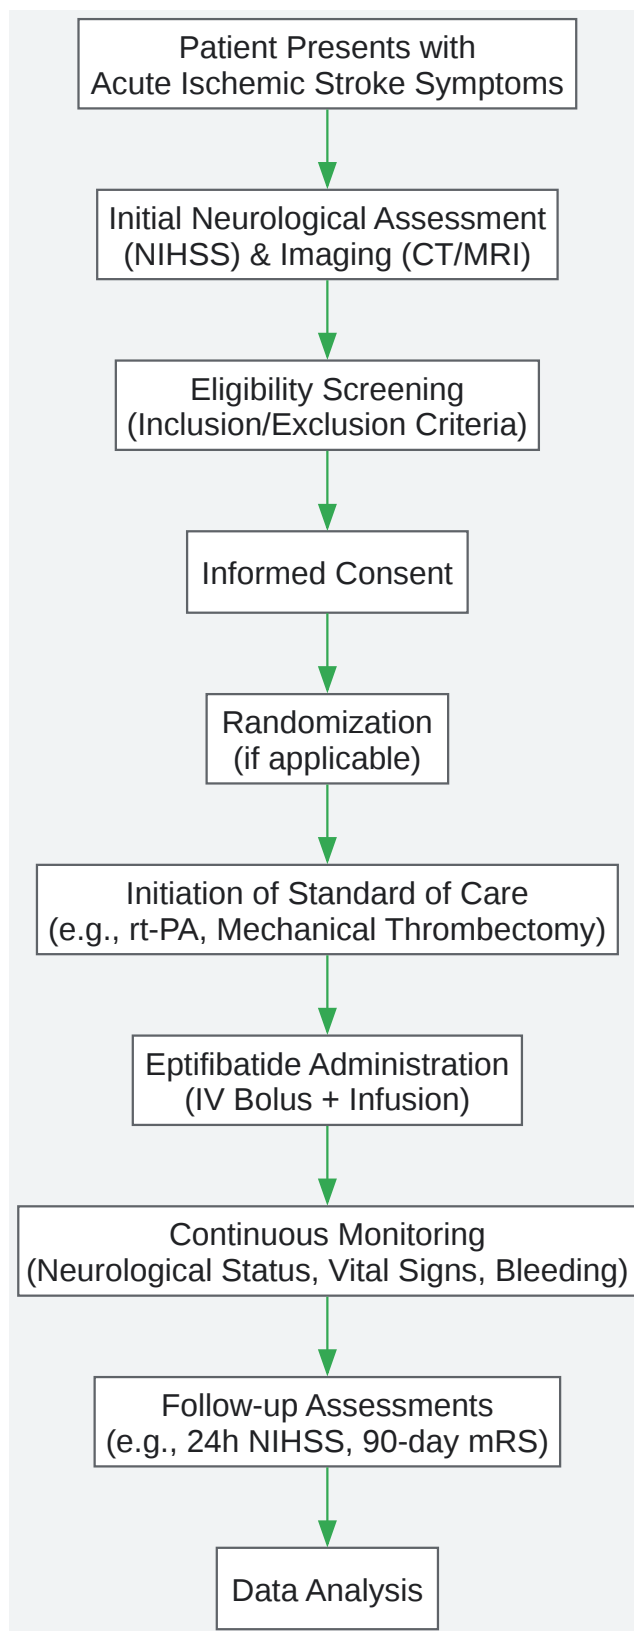 Patient Presents with
Acute Ischemic Stroke Symptoms
Initial Neurological Assessment
(NIHSS) & Imaging (CT/MRI)
Eligibility Screening
(Inclusion/Exclusion Criteria)
Informed Consent
Randomization
(if applicable)
Initiation of Standard of Care
(e.g., rt-PA, Mechanical Thrombectomy)
Eptifibatide Administration
(IV Bolus + Infusion)
Continuous Monitoring
(Neurological Status, Vital Signs, Bleeding)
Follow-up Assessments
(e.g., 24h NIHSS, 90-day mRS)
Data Analysis